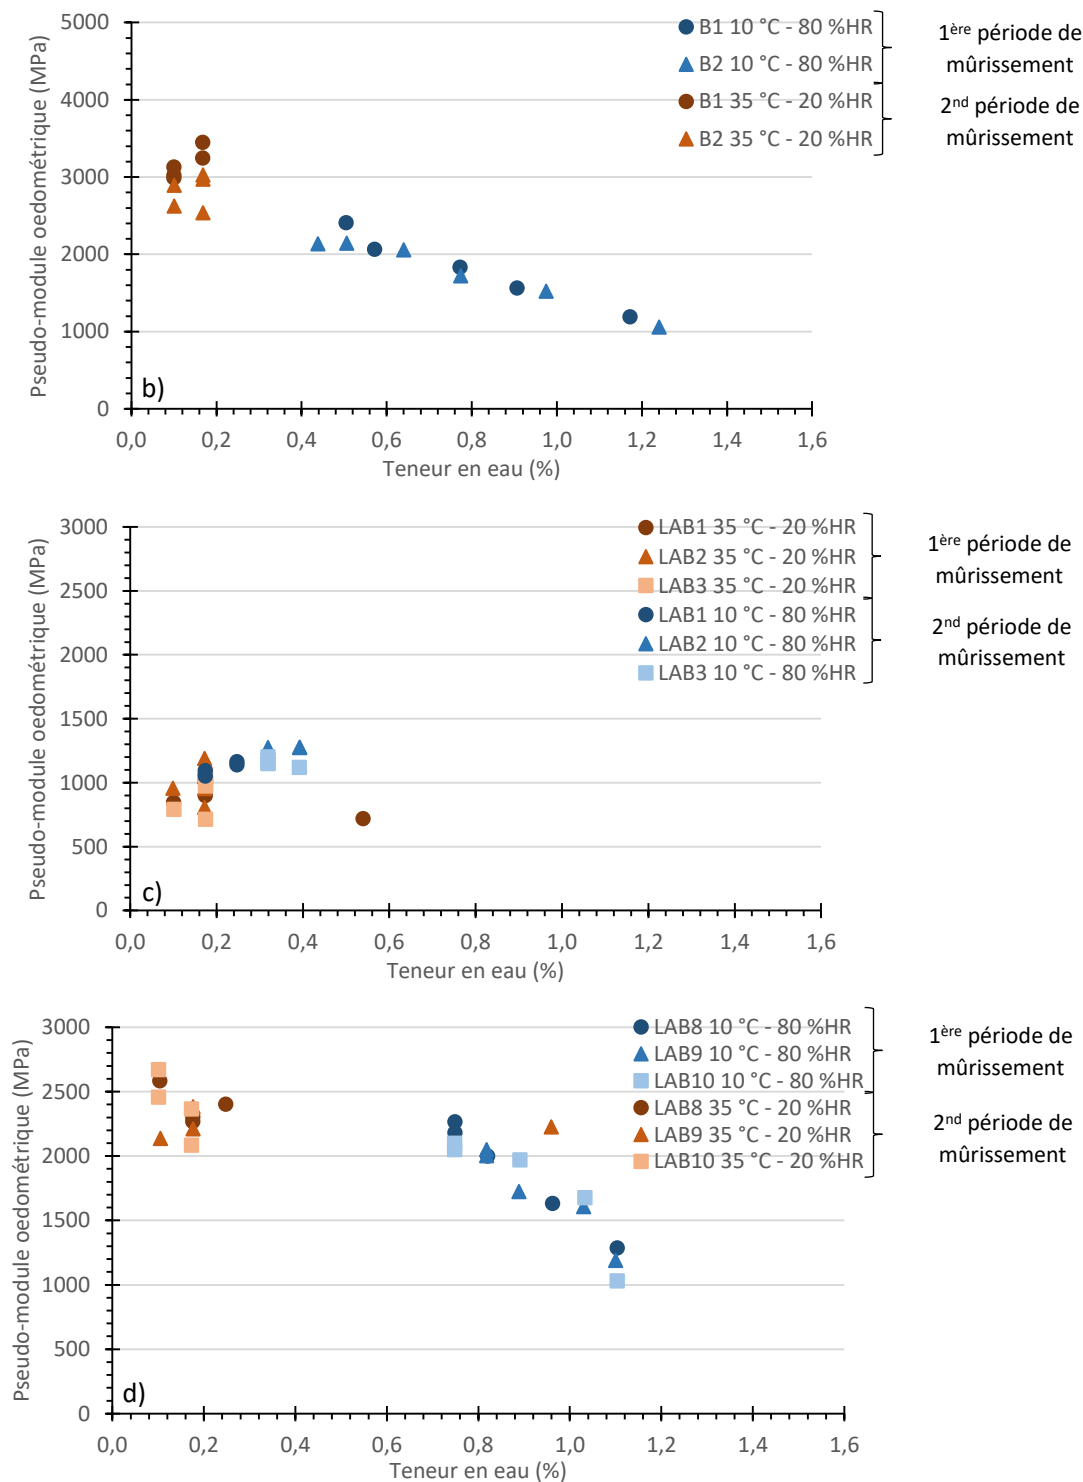 5000
4000
3000
2000
1000
0
Pseudo-module oedométrique (MPa)
B1 10 °C - 80 %HR
B2 10 °C - 80 %HR
B1 35 °C - 20 %HR
B2 35 °C - 20 %HR
1ère période de
mûrissement
2nd période de
mûrissement
b)
0,0 0,2 0,4 0,6 0,8 1,0 1,2 1,4 1,6
Teneur en eau (%)
3000
2500
2000
1500
1000
500
0
Pseudo-module oedométrique (MPa)
LAB1 35 °C - 20 %HR
LAB2 35 °C - 20 %HR
LAB3 35 °C - 20 %HR
LAB1 10 °C - 80 %HR
LAB2 10 °C - 80 %HR
LAB3 10 °C - 80 %HR
1ère période de
mûrissement
2nd période de
mûrissement
c)
0,0 0,2 0,4 0,6 0,8 1,0 1,2 1,4 1,6
Teneur en eau (%)
3000
2500
2000
1500
1000
500
0
Pseudo-module oedométrique (MPa)
LAB8 10 °C - 80 %HR
LAB9 10 °C - 80 %HR
LAB10 10 °C - 80 %HR
LAB8 35 °C - 20 %HR
LAB9 35 °C - 20 %HR
LAB10 35 °C - 20 %HR
1ère période de
mûrissement
2nd période de
mûrissement
d)
0,0 0,2 0,4 0,6 0,8 1,0 1,2 1,4 1,6
Teneur en eau (%)